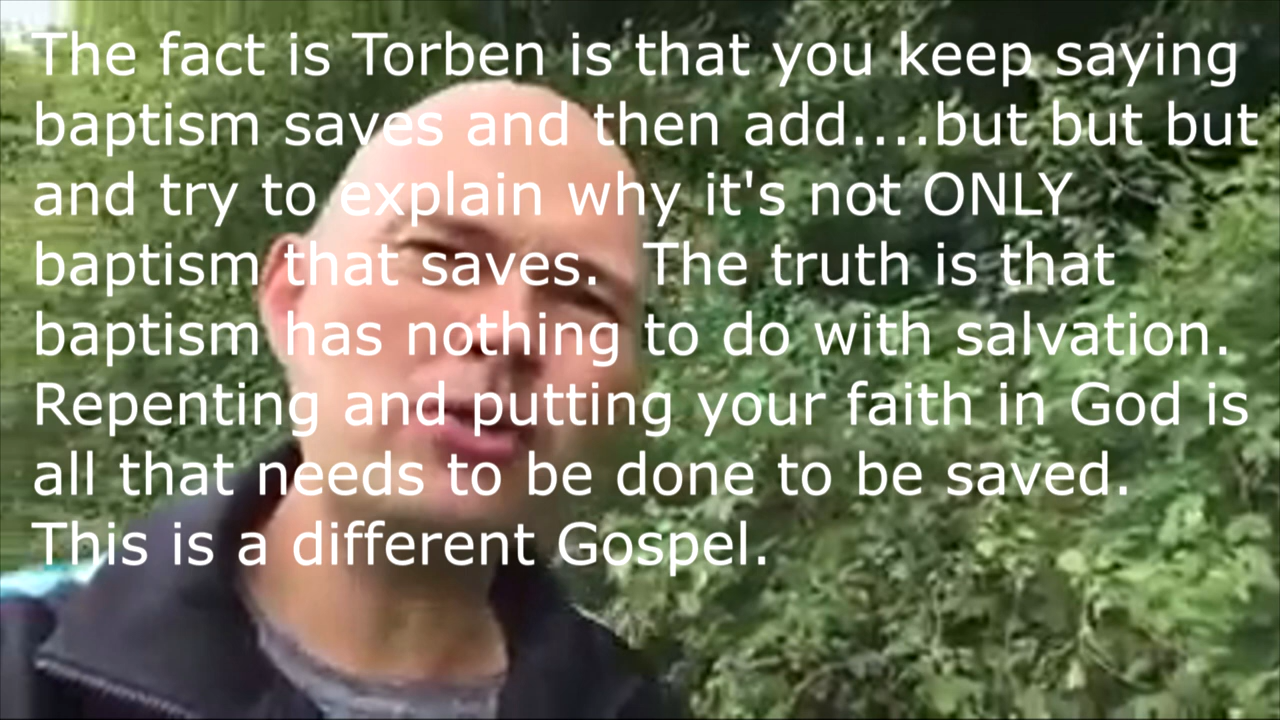 The fact is Torben is that you keep saying
baptism saves and then add....but but but
and try to explain why it's not ONLY
baptism that saves.  The truth is that
baptism has nothing to do with salvation.
Repenting and putting your faith in God is
all that needs to be done to be saved.
This is a different Gospel.